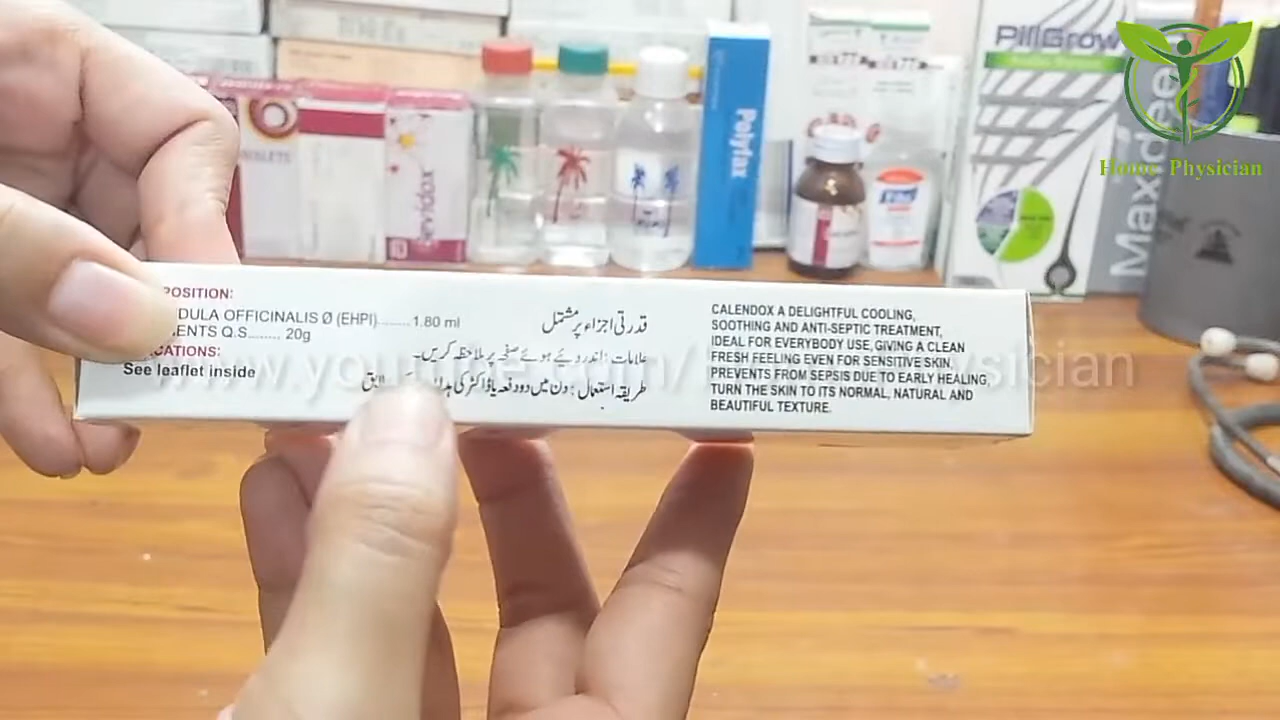 POSITION:
DULA OFFICINALIS Ø (EHPI)........1.80 ml
ENTS Q.S........ 20g
CATIONS:
See leaflet inside
قدرتی اجزاء پر مشتمل
علامات : اندر دیئے ہوئے صفحہ پر ملاحظہ کریں۔
طریقہ استعمال : دن میں دو دفعہ یا ڈاکٹر کی
CALENDOX A DELIGHTFUL COOLING,
SOOTHING AND ANTI-SEPTIC TREATMENT,
IDEAL FOR EVERYBODY USE, GIVING A CLEAN
FRESH FEELING EVEN FOR SENSITIVE SKIN,
PREVENTS FROM SEPSIS DUE TO EARLY HEALING,
TURN THE SKIN TO ITS NORMAL, NATURAL AND
BEAUTIFUL TEXTURE.
Polyfax
PillGrow
Home Physician